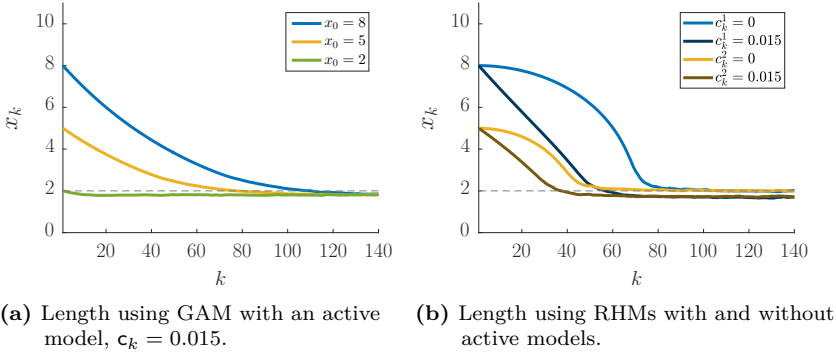 10
8
6
4
2
0
x_k
x_0 = 8
x_0 = 5
x_0 = 2
20 40 60 80 100 120 140
k
(a) Length using GAM with an active
model, c_k = 0.015.
10
8
6
4
2
0
x_k
c_k^1 = 0
c_k^1 = 0.015
c_k^2 = 0
c_k^2 = 0.015
20 40 60 80 100 120 140
k
(b) Length using RHMs with and without
active models.